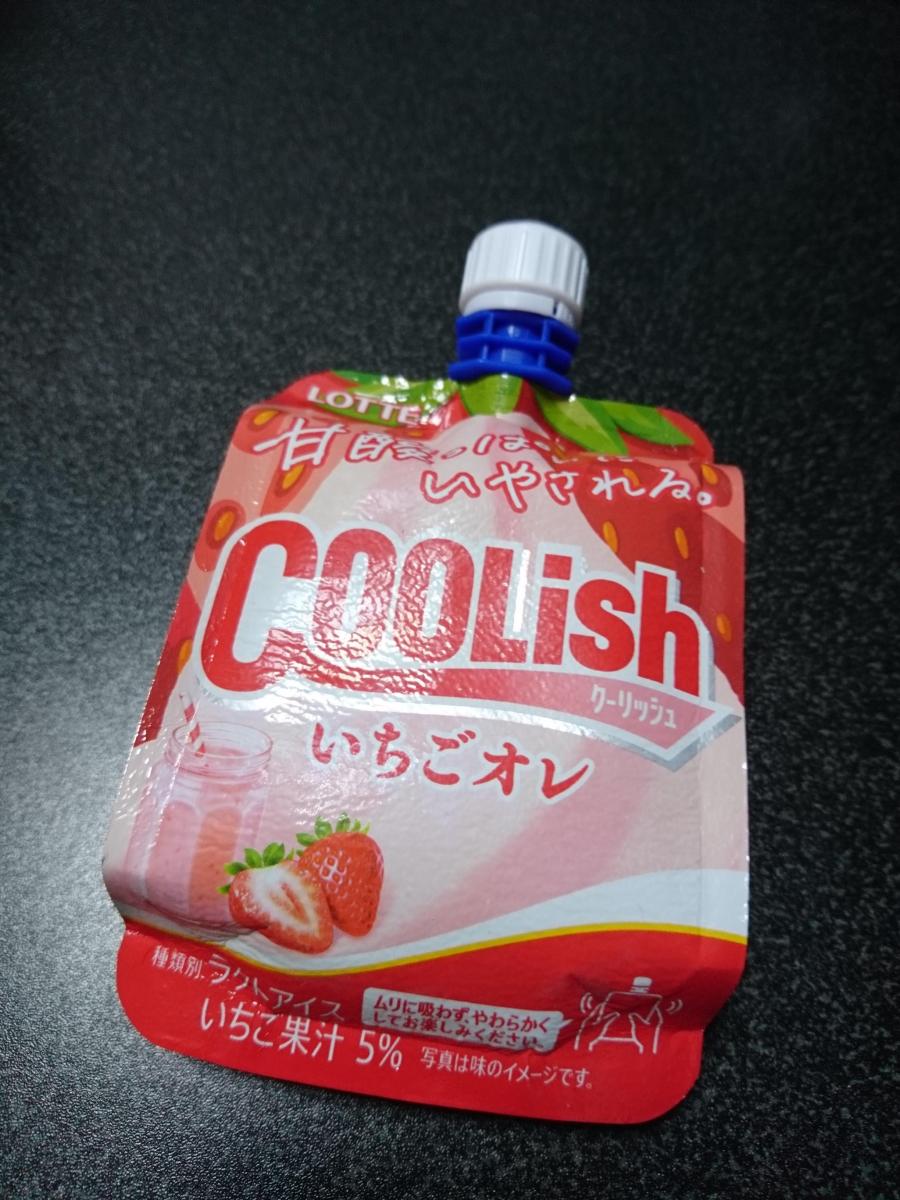 LOTTE
甘酸っぱ
いやされる。
COOLish
クーリッシュ
いちごオレ
種類別 ラクトアイス
いちご果汁 5%
ムリに吸わず、やわらかく
してお楽しみください。
写真は味のイメージです。